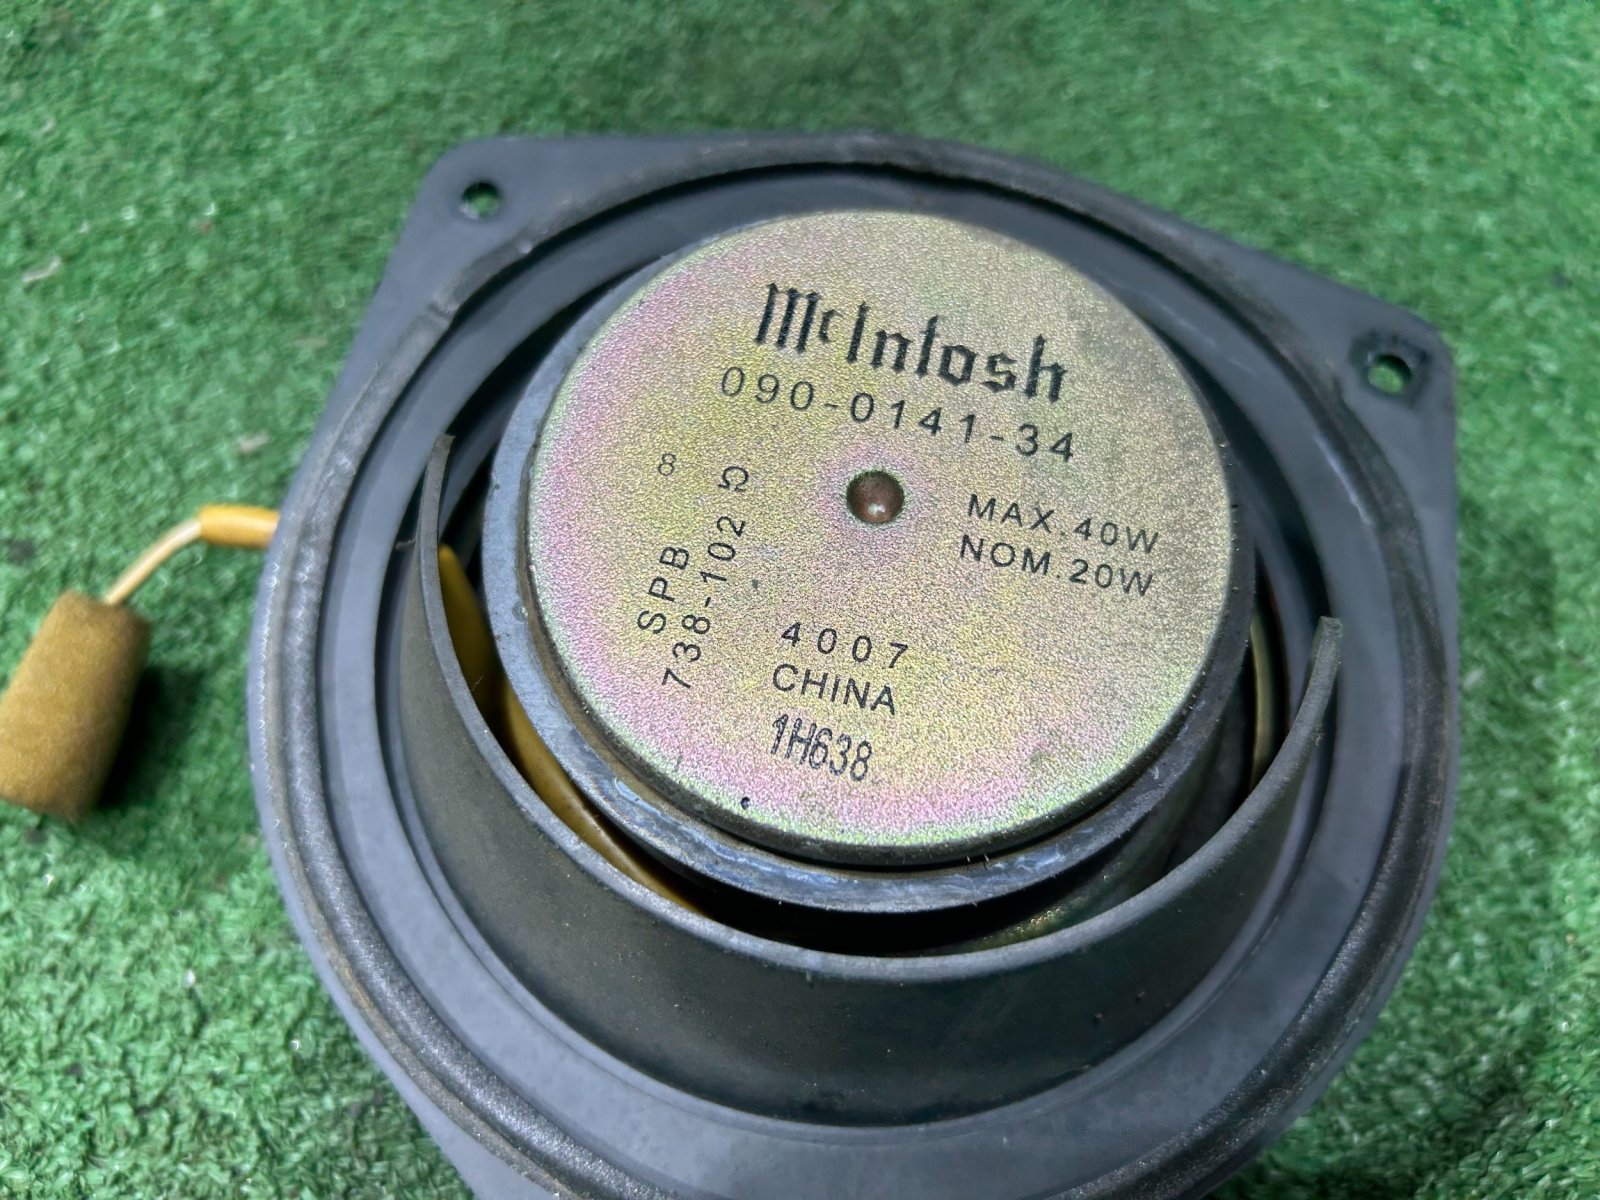 McIntosh
090-0141-34
8 Ω
SPB
738-102
MAX.40W
NOM.20W
4007
CHINA
1H638